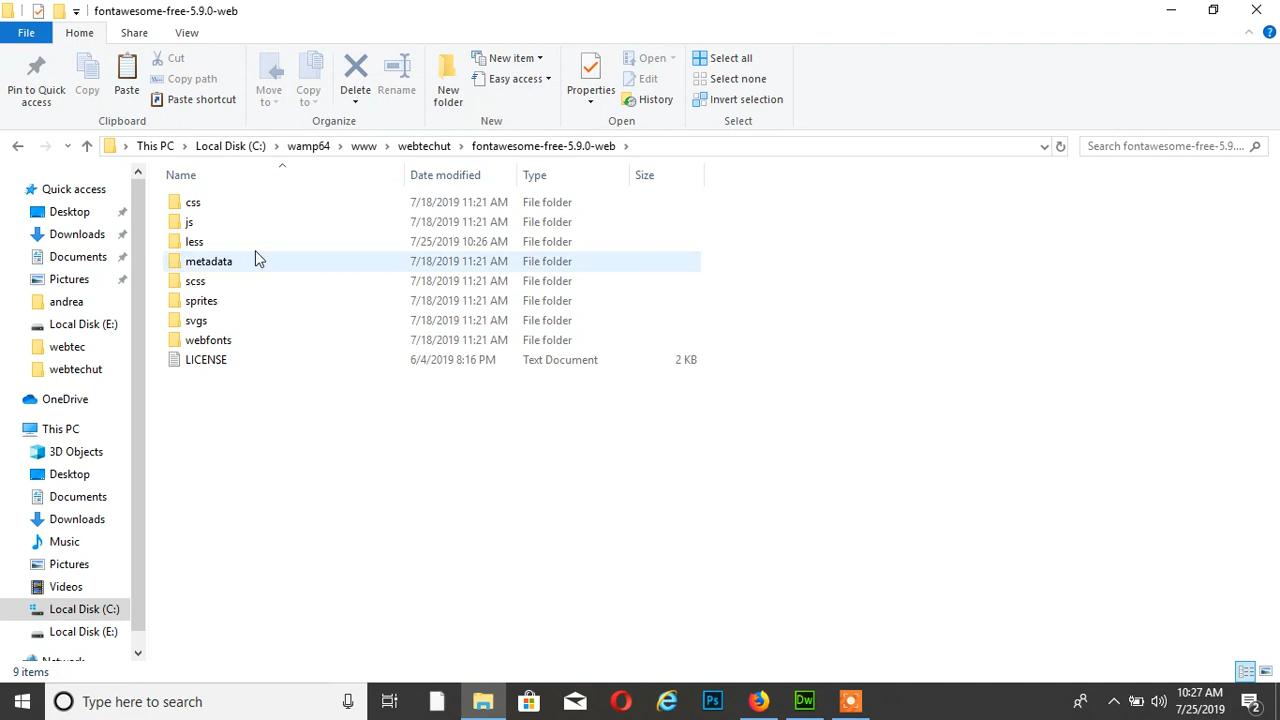 fontawesome-free-5.9.0-web
File Home Share View
Pin to Quick access
Copy
Paste
Cut
Copy path
Paste shortcut
Clipboard
Move to
Copy to
Delete
Rename
Organize
New folder
New item
Easy access
New
Properties
Open
Edit
History
Open
Select all
Select none
Invert selection
Select
This PC > Local Disk (C:) > wamp64 > www > webtechut > fontawesome-free-5.9.0-web >
Search fontawesome-free-5.9....
Quick access
Desktop
Downloads
Documents
Pictures
andrea
Local Disk (E:)
webtec
webtechut
OneDrive
This PC
3D Objects
Desktop
Documents
Downloads
Music
Pictures
Videos
Local Disk (C:)
Local Disk (E:)
Network
Name Date modified Type Size
css 7/18/2019 11:21 AM File folder
js 7/18/2019 11:21 AM File folder
less 7/25/2019 10:26 AM File folder
metadata 7/18/2019 11:21 AM File folder
scss 7/18/2019 11:21 AM File folder
sprites 7/18/2019 11:21 AM File folder
svgs 7/18/2019 11:21 AM File folder
webfonts 7/18/2019 11:21 AM File folder
LICENSE 6/4/2019 8:16 PM Text Document 2 KB
9 items
Type here to search
Ps
Dw
10:27 AM
7/25/2019
2